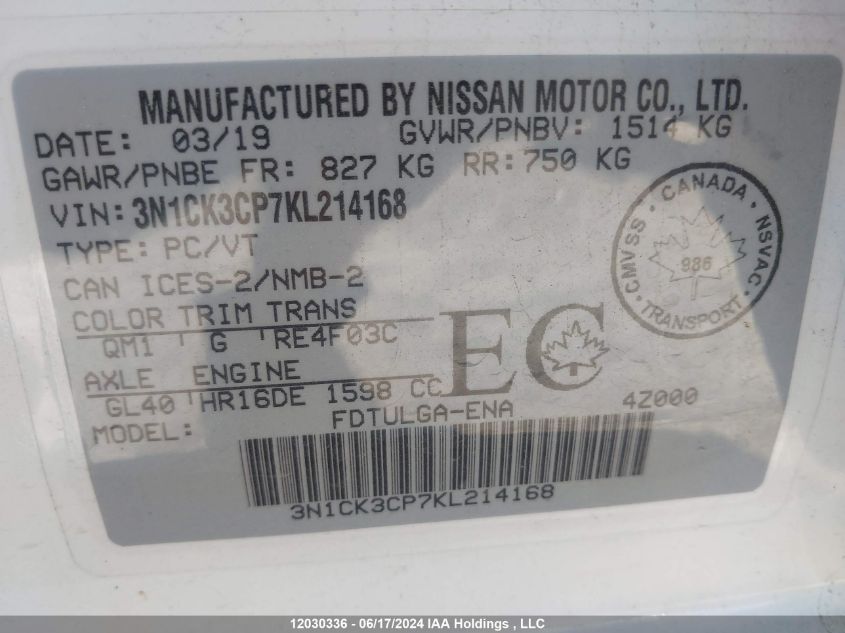 MANUFACTURED BY NISSAN MOTOR CO., LTD.
DATE: 03/19 GVWR/PNBV: 1514 KG
GAWR/PNBE FR: 827 KG RR: 750 KG
VIN: 3N1CK3CP7KL214168
TYPE: PC/VT
CAN ICES-2/NMB-2
COLOR TRIM TRANS
QM1 G RE4F03C
AXLE ENGINE
GL40 HR16DE 1598 CC
MODEL: FDTULGA-ENA 4Z000
EC
CANADA
CMVSS · NSVAC
986
TRANSPORT
3N1CK3CP7KL214168
12030336 - 06/17/2024 IAA Holdings , LLC